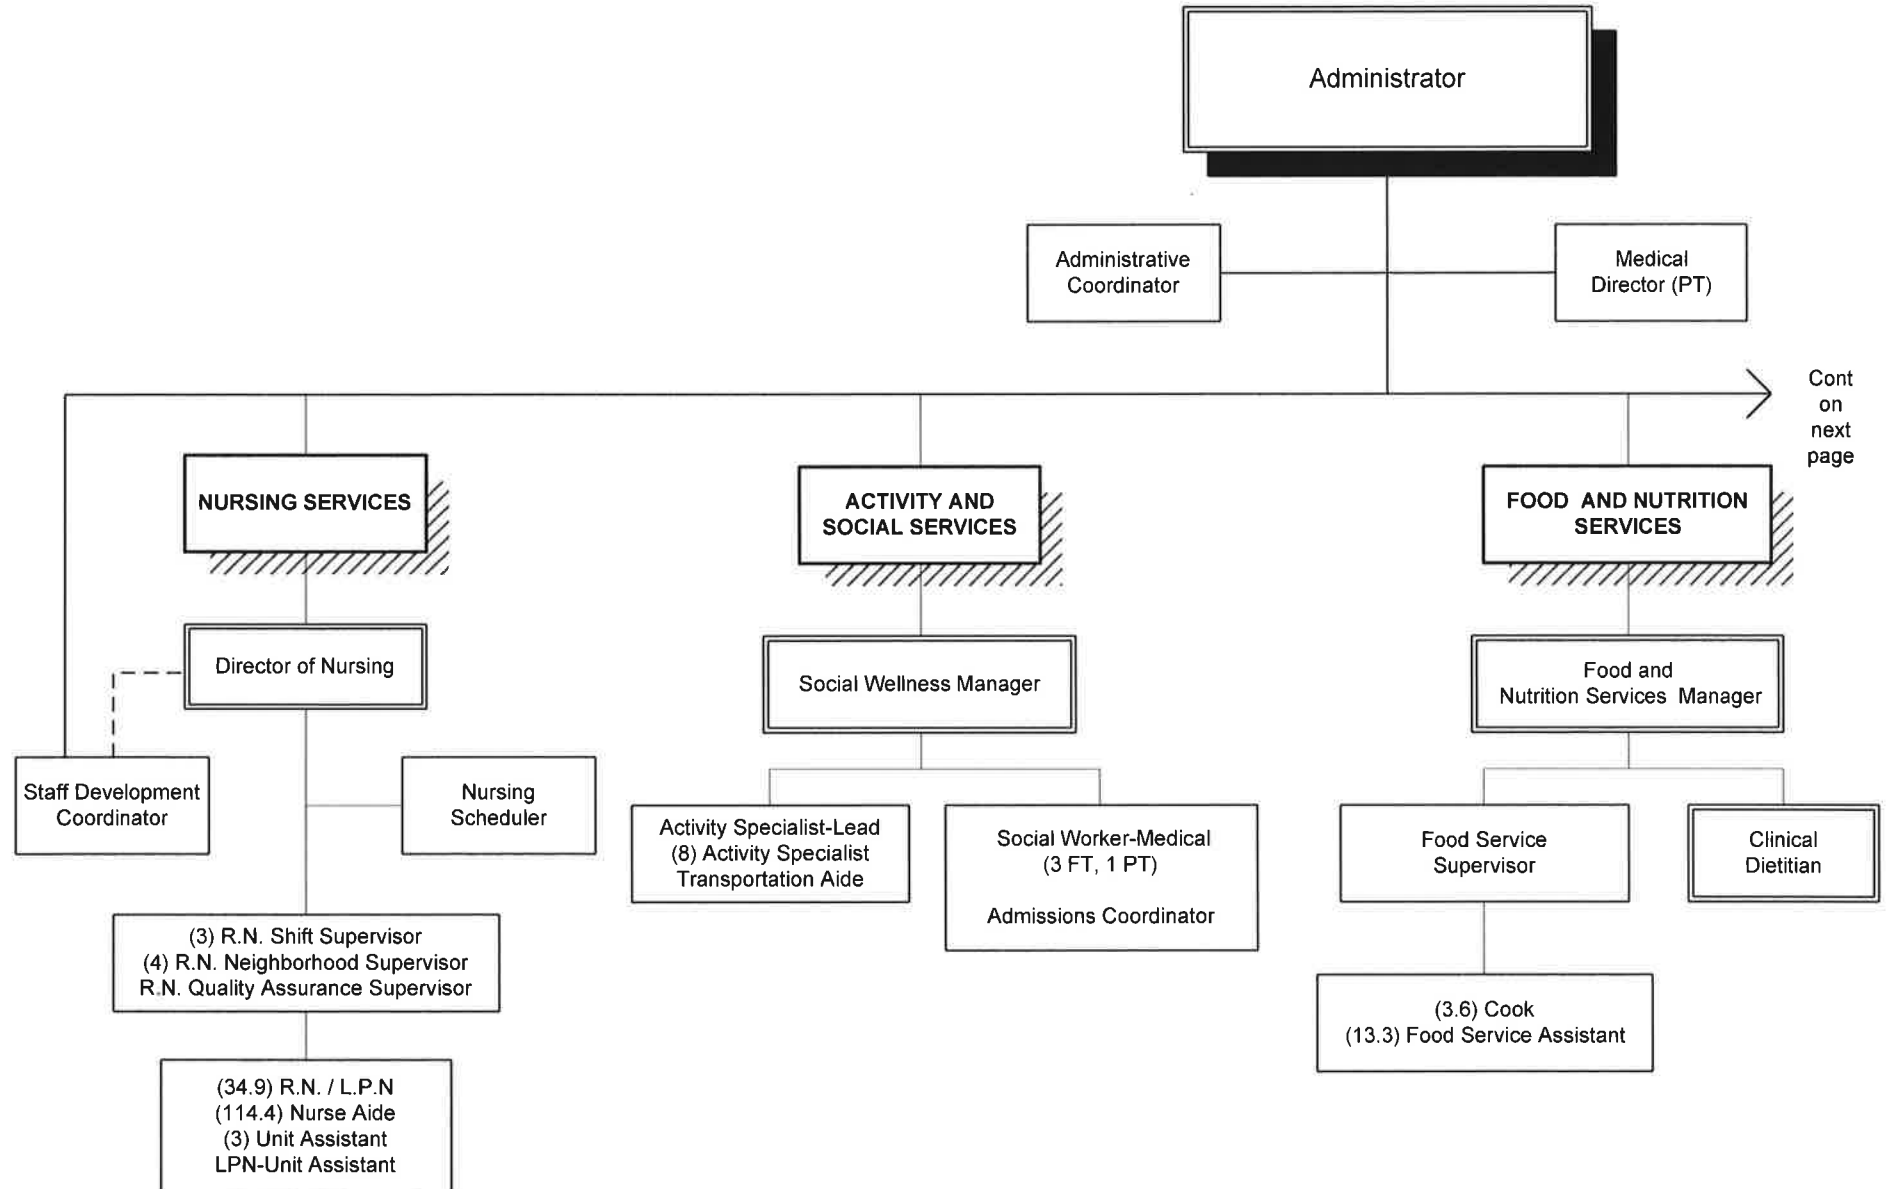 Administrator
Administrative
Coordinator
Medical
Director (PT)
Cont
on
next
page
NURSING SERVICES
ACTIVITY AND
SOCIAL SERVICES
FOOD AND NUTRITION
SERVICES
Director of Nursing
Social Wellness Manager
Food and
Nutrition Services Manager
Staff Development
Coordinator
Nursing
Scheduler
Activity Specialist-Lead
(8) Activity Specialist
Transportation Aide
Social Worker-Medical
(3 FT, 1 PT)
Admissions Coordinator
Food Service
Supervisor
Clinical
Dietitian
(3) R.N. Shift Supervisor
(4) R.N. Neighborhood Supervisor
R.N. Quality Assurance Supervisor
(3.6) Cook
(13.3) Food Service Assistant
(34.9) R.N. / L.P.N
(114.4) Nurse Aide
(3) Unit Assistant
LPN-Unit Assistant